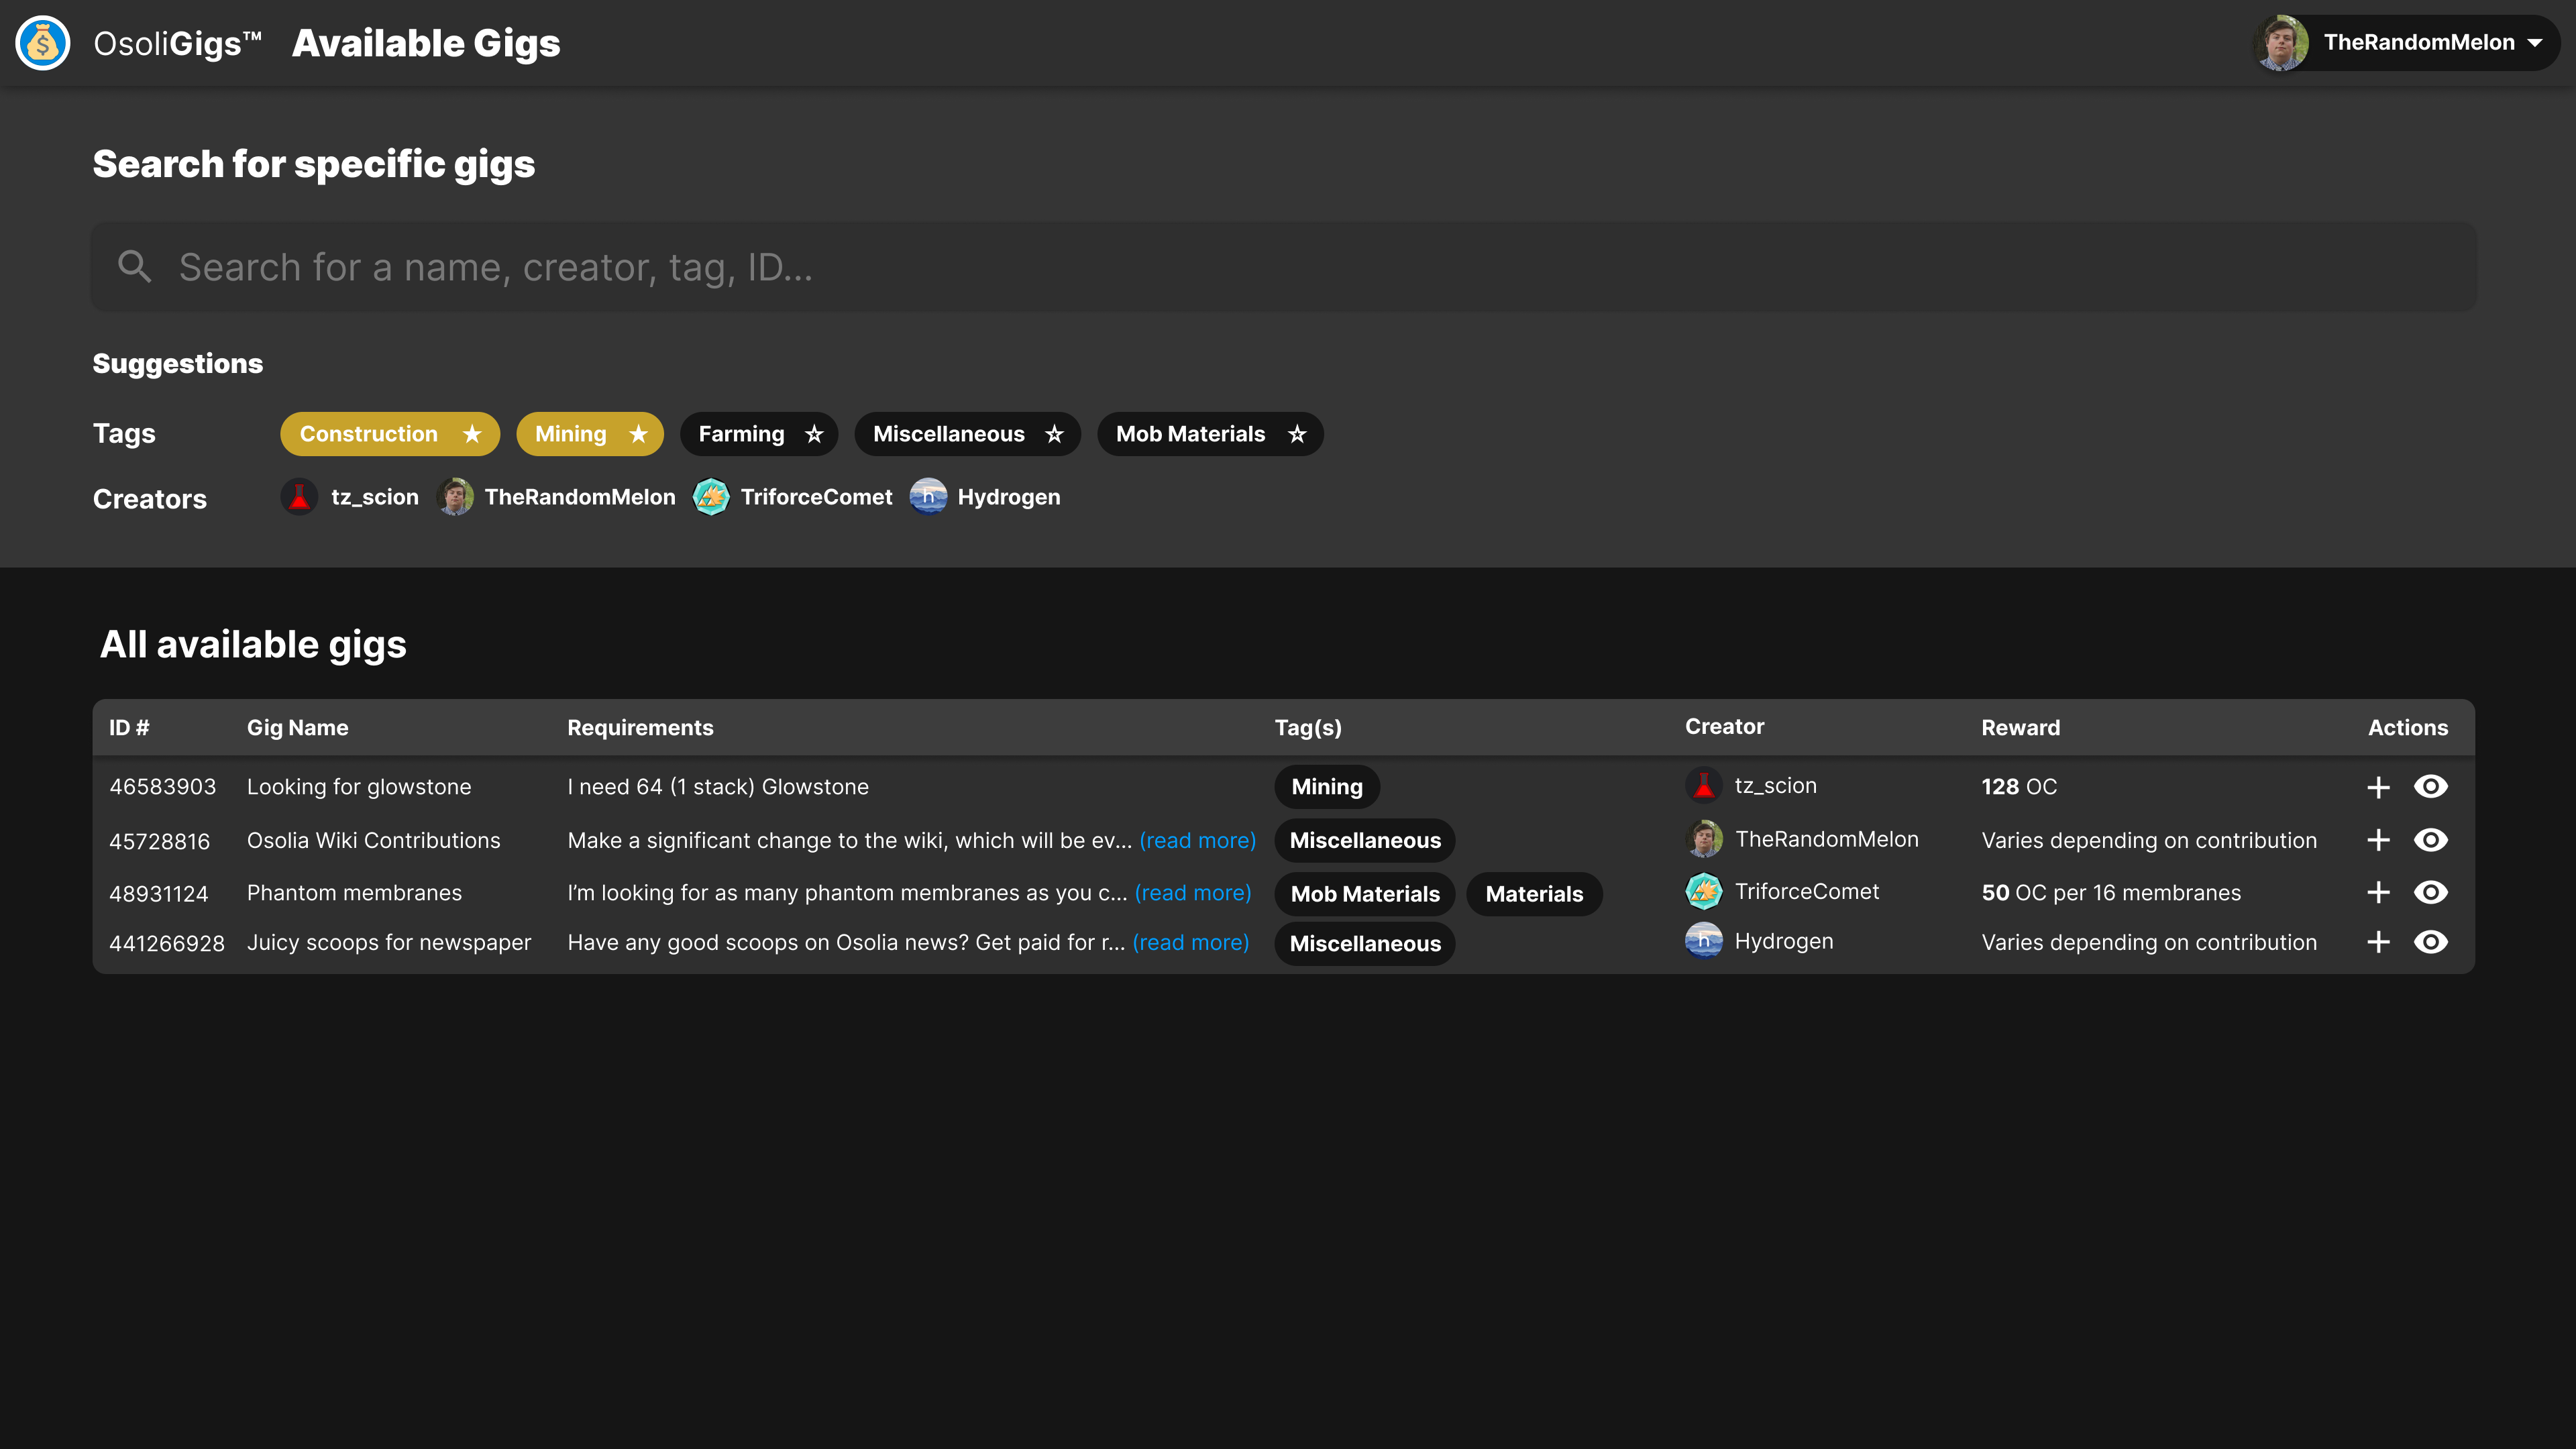 OsoliGigs™ Available Gigs TheRandomMelon
Search for specific gigs
Search for a name, creator, tag, ID...
Suggestions
Tags Construction Mining Farming Miscellaneous Mob Materials
Creators tz_scion TheRandomMelon TriforceComet Hydrogen
All available gigs
ID # Gig Name Requirements Tag(s) Creator Reward Actions
46583903 Looking for glowstone I need 64 (1 stack) Glowstone Mining tz_scion 128 OC
45728816 Osolia Wiki Contributions Make a significant change to the wiki, which will be ev... (read more) Miscellaneous TheRandomMelon Varies depending on contribution
48931124 Phantom membranes I’m looking for as many phantom membranes as you c... (read more) Mob Materials Materials TriforceComet 50 OC per 16 membranes
441266928 Juicy scoops for newspaper Have any good scoops on Osolia news? Get paid for r... (read more) Miscellaneous Hydrogen Varies depending on contribution